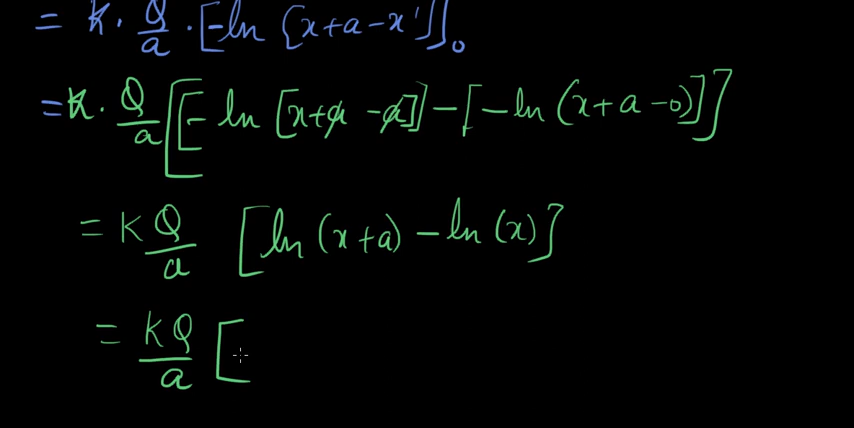 = K · Q/a · [-ln {x+a-x'}]₀
= K · Q/a [[- ln [x+a -a]] - [- ln (x+a-0)]]
= KQ/a [ln (x+a) - ln (x)]
= KQ/a [